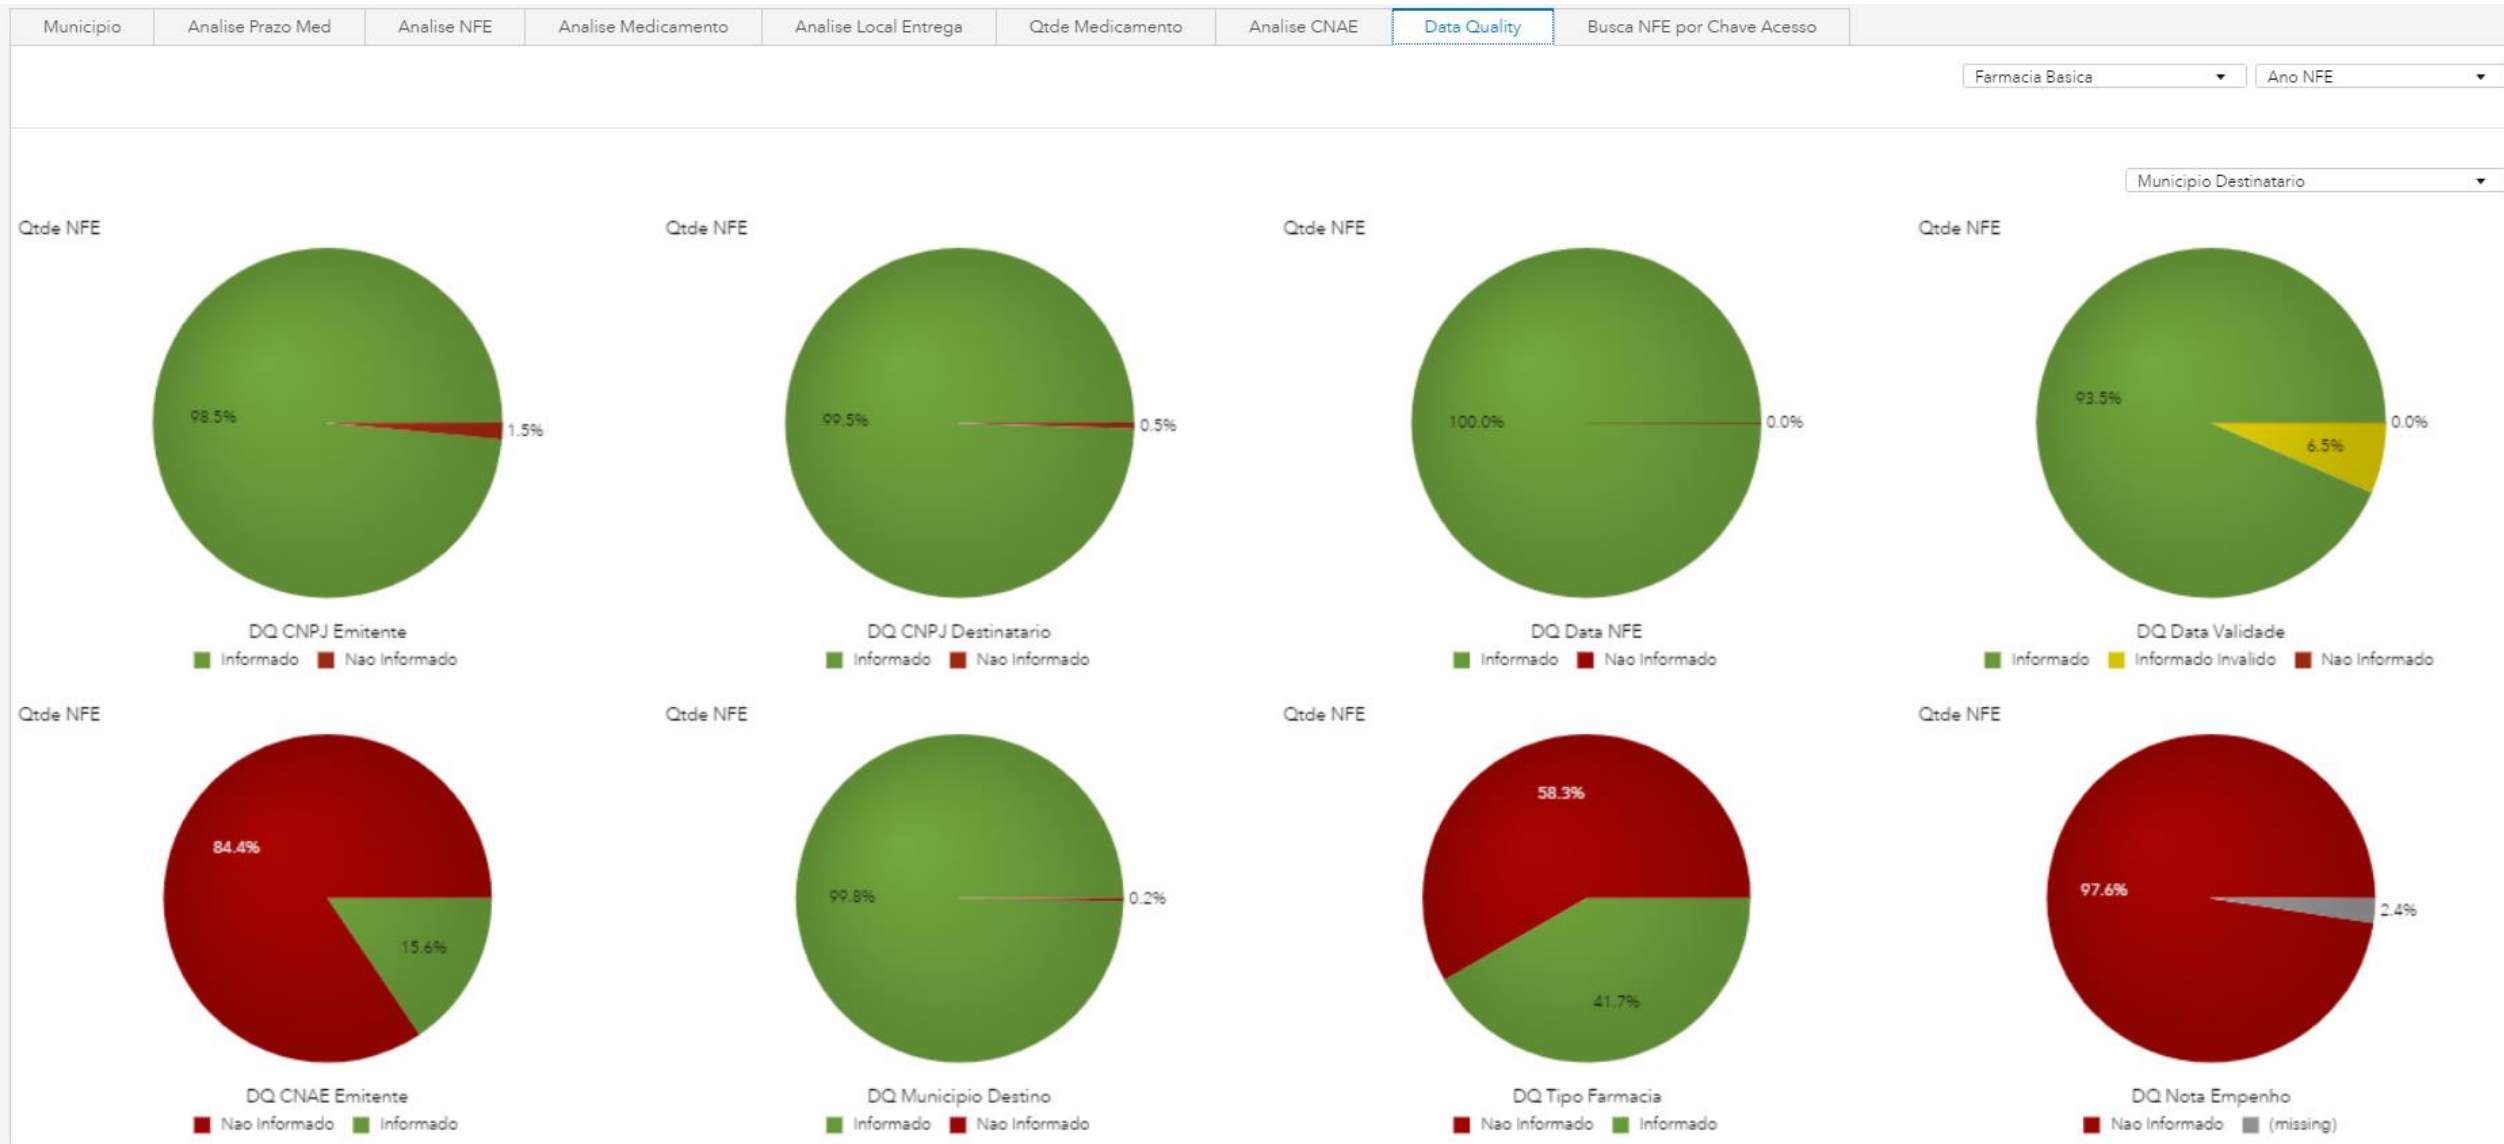 Municipio Analise Prazo Med Analise NFE Analise Medicamento Analise Local Entrega Qtde Medicamento Analise CNAE Data Quality Busca NFE por Chave Acesso
Farmacia Basica Ano NFE
Municipio Destinatario
Qtde NFE Qtde NFE Qtde NFE Qtde NFE
98.5% 1.5% 99.5% 0.5% 100.0% 0.0% 93.5% 0.0% 6.5%
DQ CNPJ Emitente DQ CNPJ Destinatario DQ Data NFE DQ Data Validade
Informado Nao Informado Informado Nao Informado Informado Nao Informado Informado Informado Invalido Nao Informado
Qtde NFE Qtde NFE Qtde NFE Qtde NFE
84.4% 15.6% 99.8% 0.2% 58.3% 41.7% 97.6% 2.4%
DQ CNAE Emitente DQ Municipio Destino DQ Tipo Farmacia DQ Nota Empenho
Nao Informado Informado Informado Nao Informado Nao Informado Informado Nao Informado (missing)